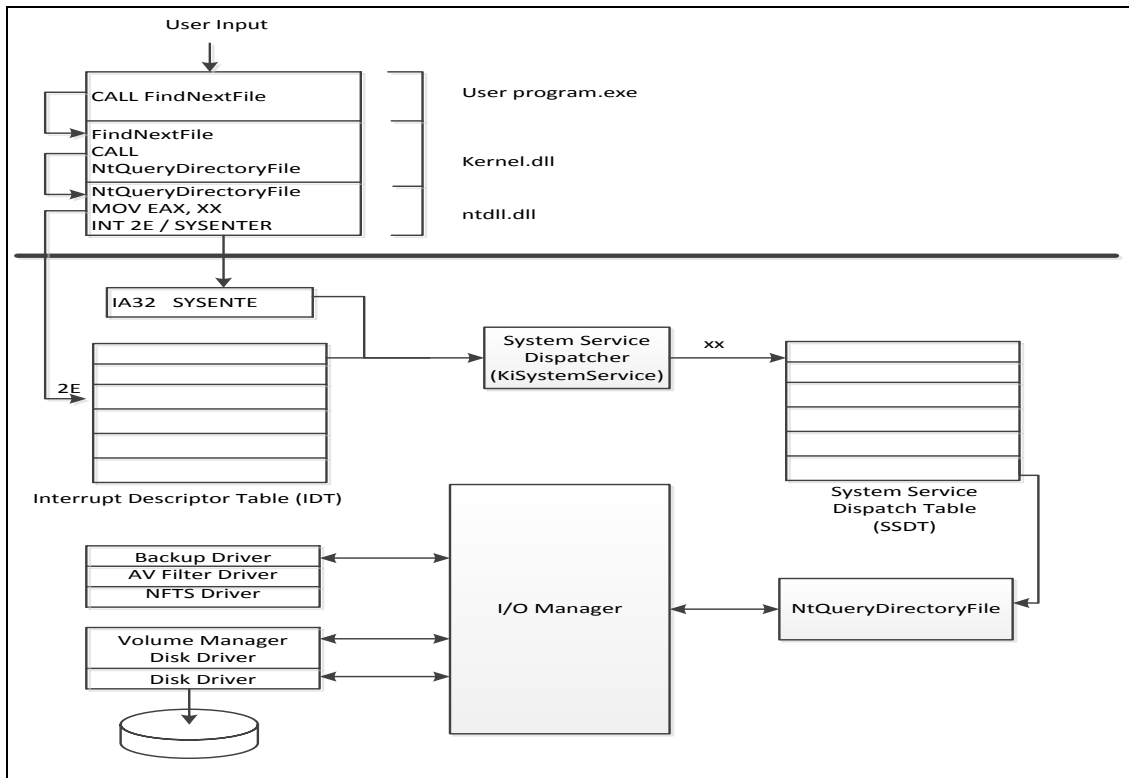 User Input
CALL FindNextFile
User program.exe
FindNextFile
CALL
NtQueryDirectoryFile
Kernel.dll
NtQueryDirectoryFile
MOV EAX, XX
INT 2E / SYSENTER
ntdll.dll
IA32 SYSENTE
System Service
Dispatcher
(KiSystemService)
xx
2E
Interrupt Descriptor Table (IDT)
System Service
Dispatch Table
(SSDT)
Backup Driver
AV Filter Driver
NFTS Driver
I/O Manager
NtQueryDirectoryFile
Volume Manager
Disk Driver
Disk Driver